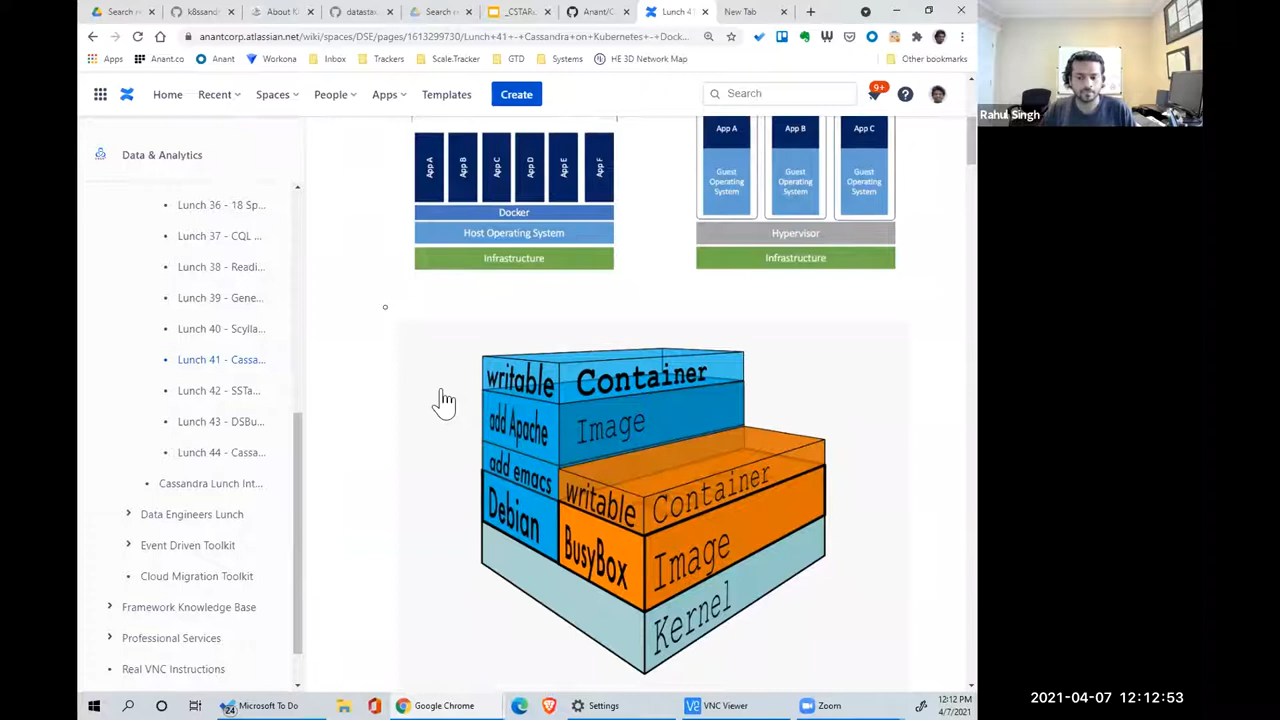 Search e
k8ssandr
About K
datasta
Search e
_CSTAR
Anant/C
Lunch 41
New Tab
anantcorp.atlassian.net/wiki/spaces/DSE/pages/1613299730/Lunch+41+-+Cassandra+on+Kubernetes+-+Dock...
Apps
Anant.co
Anant
Workona
Inbox
Trackers
Scale.Tracker
GTD
Systems
HE 3D Network Map
Other bookmarks
Home
Recent
Spaces
People
Apps
Templates
Create
Search
9+
Data & Analytics
Lunch 36 - 18 Sp...
Lunch 37 - CQL ...
Lunch 38 - Readi...
Lunch 39 - Gene...
Lunch 40 - Scylla...
Lunch 41 - Cassa...
Lunch 42 - SSTa...
Lunch 43 - DSBu...
Lunch 44 - Cassa...
Cassandra Lunch Int...
Data Engineers Lunch
Event Driven Toolkit
Cloud Migration Toolkit
Framework Knowledge Base
Professional Services
Real VNC Instructions
App A
App B
App C
App D
App E
App F
Docker
Host Operating System
Infrastructure
App A
App B
App C
Guest Operating System
Guest Operating System
Guest Operating System
Hypervisor
Infrastructure
writable
Container
add Apache
Image
add emacs
Debian
writable
Container
BusyBox
Image
Kernel
Rahul Singh
24
Microsoft To Do
Google Chrome
Settings
VNC Viewer
Zoom
12:12 PM
4/7/2021
2021-04-07 12:12:53